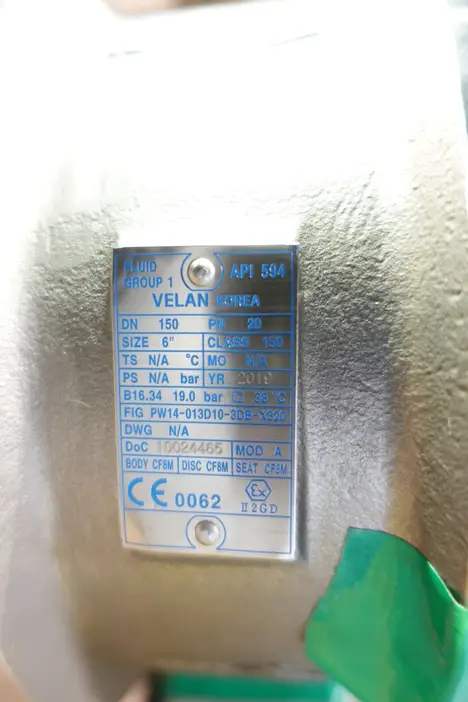 FLUID GROUP 1
API 594
VELAN KOREA
DN 150 PN 20
SIZE 6" CLASS 150
TS N/A °C MO N/A
PS N/A bar YR 2019
B16.34 19.0 bar @ 38 °C
FIG PW14-013D10-3DB-X320
DWG N/A
DoC 10024465 MOD A
BODY CF8M DISC CF8M SEAT CF8M
CE 0062 Ex
II 2GD